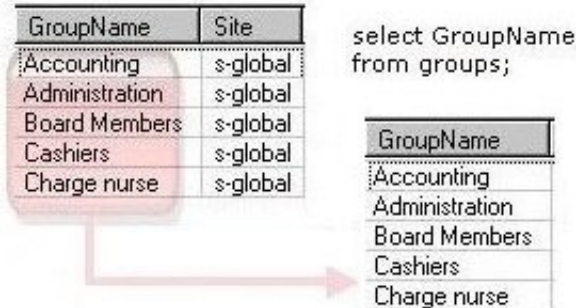 GroupName Site
Accounting s-global
Administration s-global
Board Members s-global
Cashiers s-global
Charge nurse s-global
select GroupName
from groups;
GroupName
Accounting
Administration
Board Members
Cashiers
Charge nurse